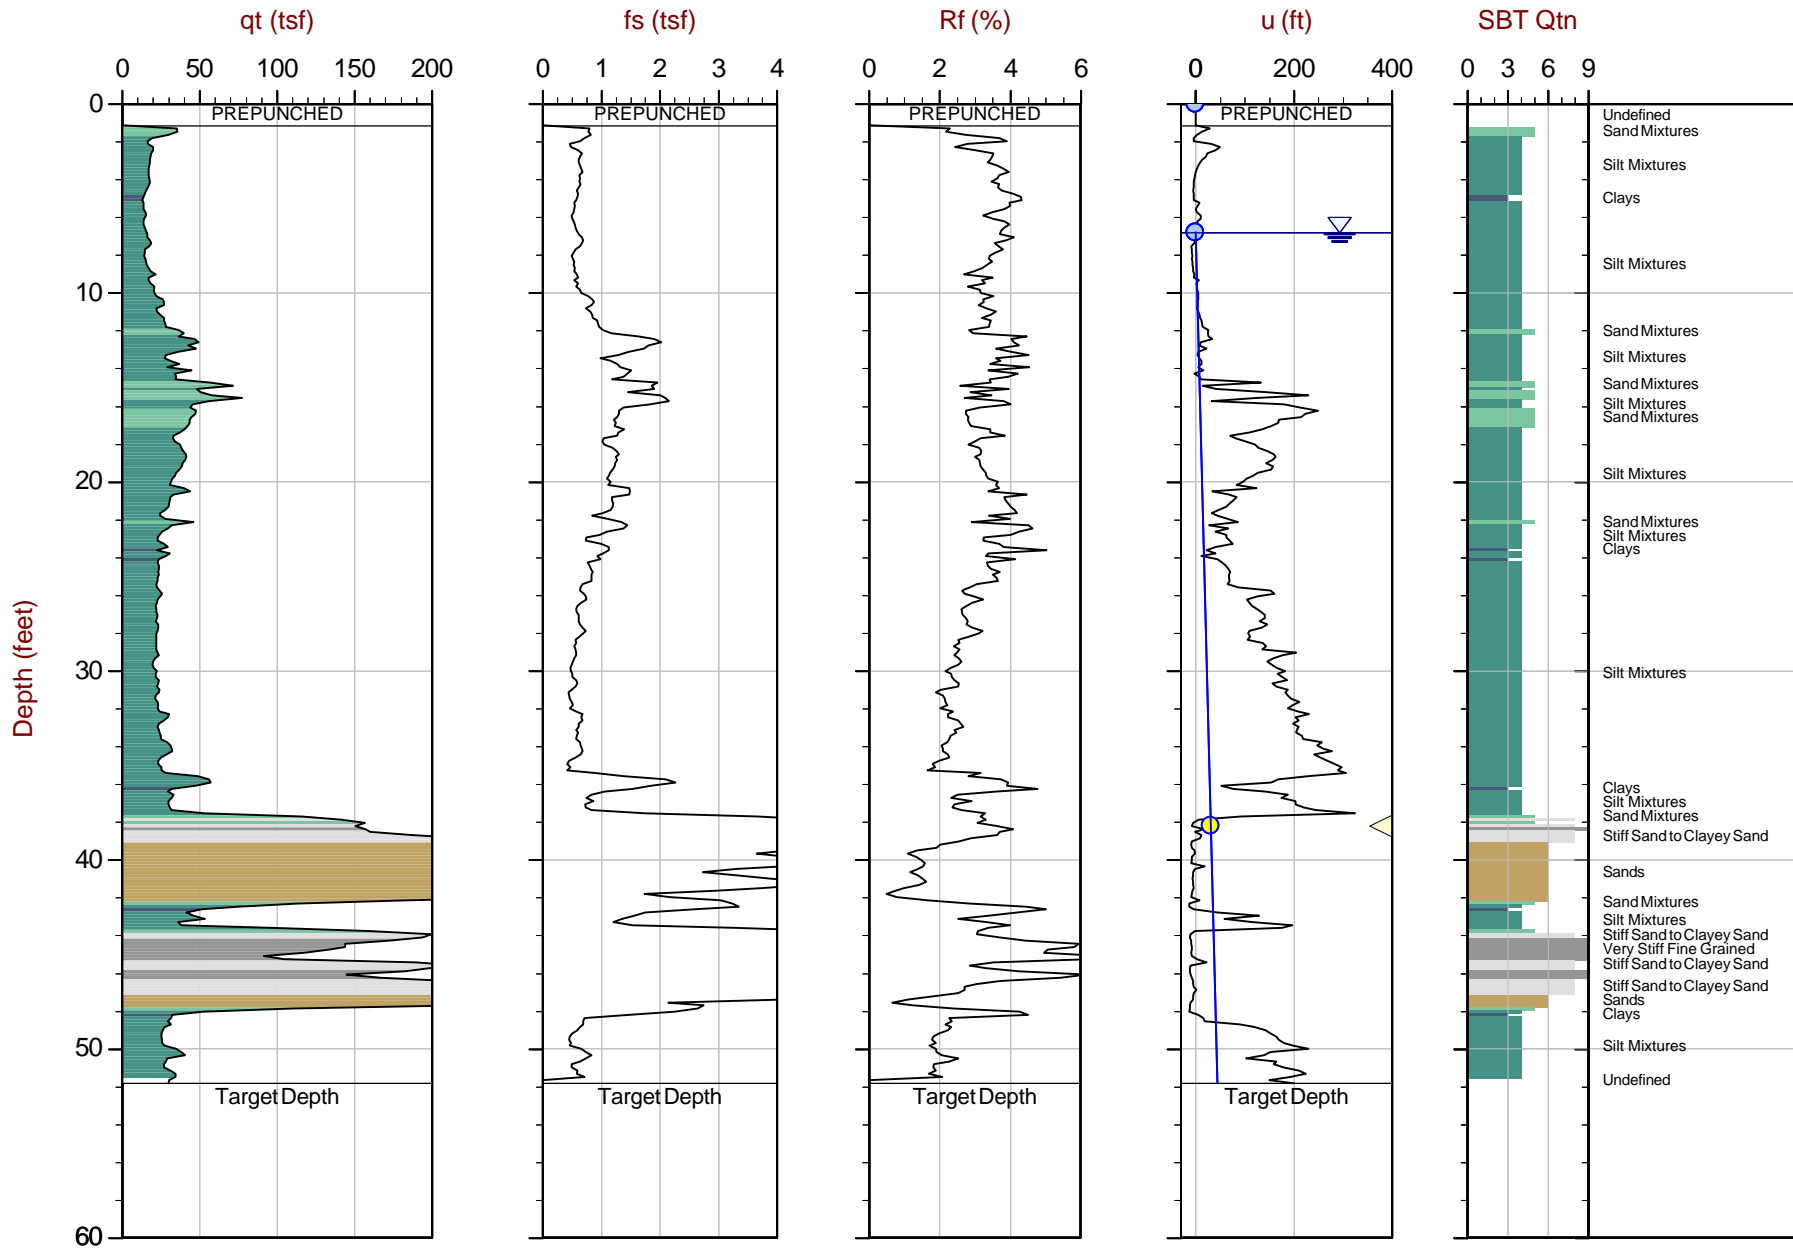 qt (tsf) fs (tsf) Rf (%) u (ft) SBT Qtn
0 50 100 150 200 0 1 2 3 4 0 2 4 6 0 200 400 0 3 6 9
0
PREPUNCHED PREPUNCHED PREPUNCHED PREPUNCHED
Undefined
Sand Mixtures
Silt Mixtures
Clays
Silt Mixtures
10
Sand Mixtures
Silt Mixtures
Sand Mixtures
Silt Mixtures
Sand Mixtures
Silt Mixtures
20
Sand Mixtures
Silt Mixtures
Clays
Depth (feet)
30
Silt Mixtures
Clays
Silt Mixtures
Sand Mixtures
Stiff Sand to Clayey Sand
40
Sands
Sand Mixtures
Silt Mixtures
Stiff Sand to Clayey Sand
Very Stiff Fine Grained
Stiff Sand to Clayey Sand
Stiff Sand to Clayey Sand
Sands
Clays
50
Silt Mixtures
Undefined
Target Depth Target Depth Target Depth Target Depth
60